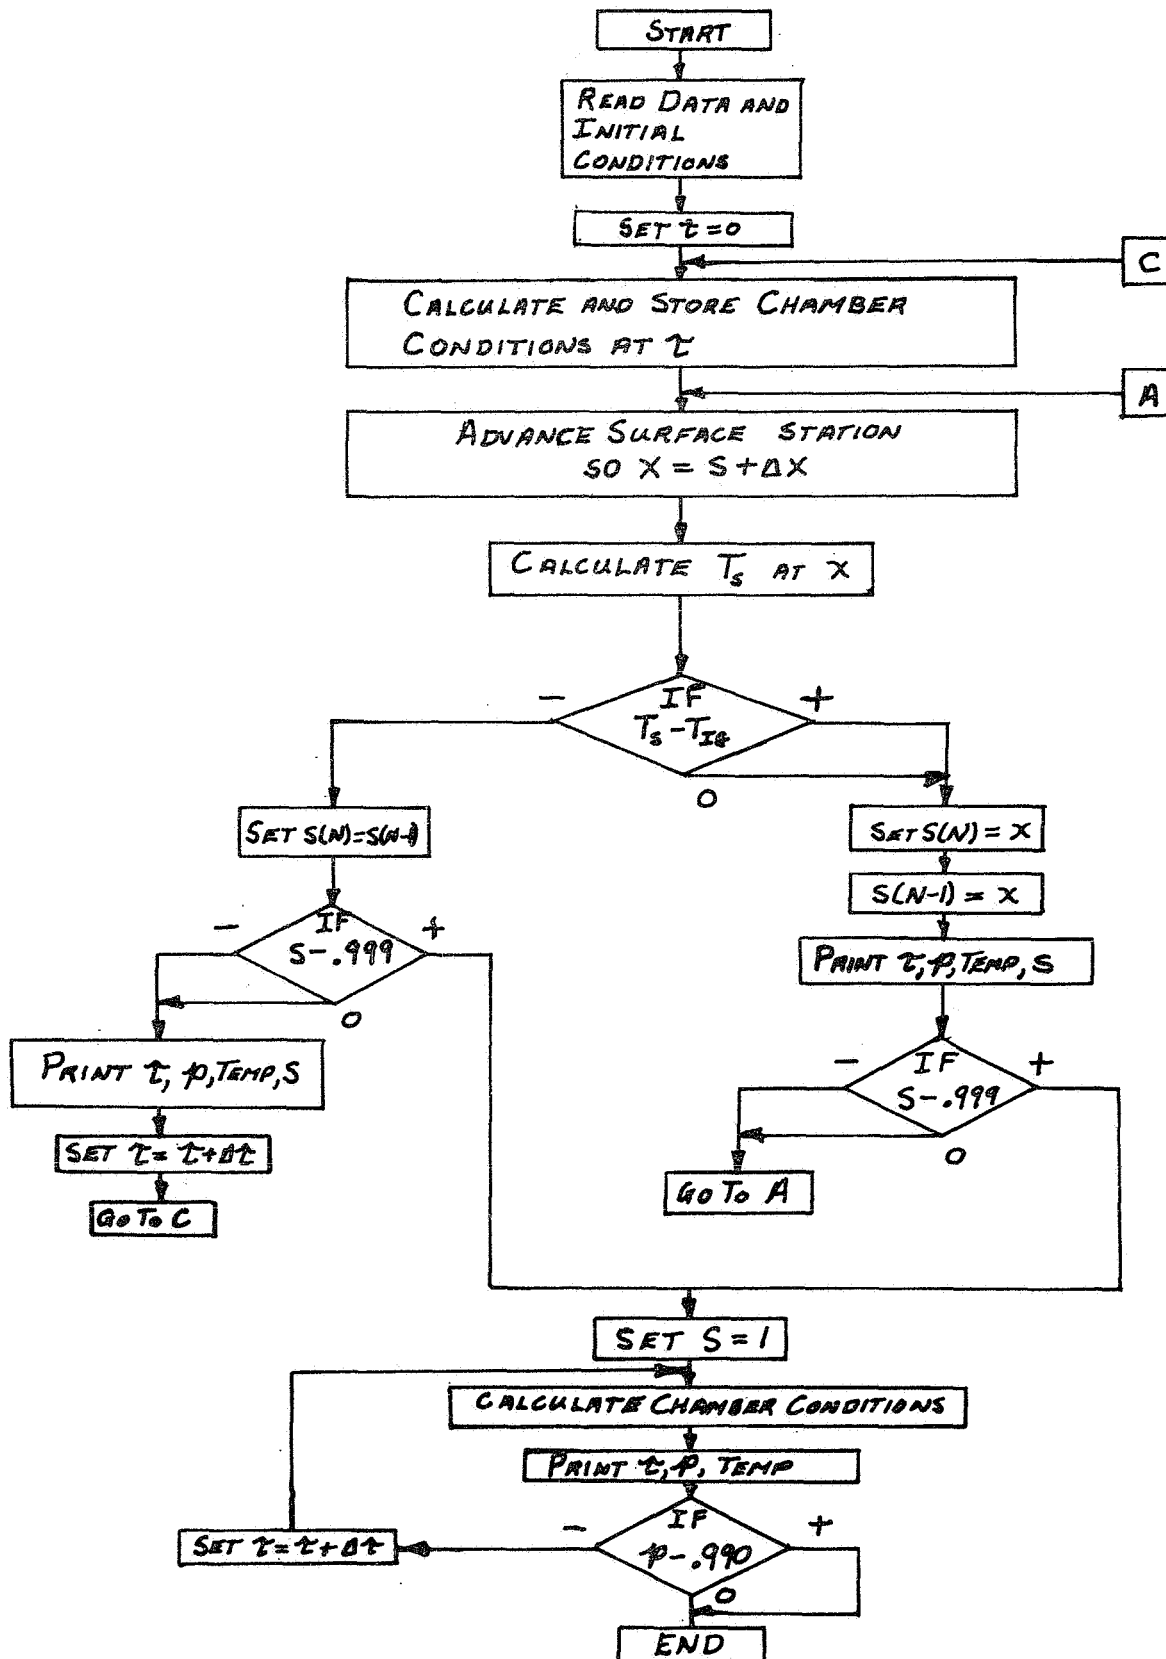 START
READ DATA AND
INITIAL
CONDITIONS
SET τ=0
C
CALCULATE AND STORE CHAMBER
CONDITIONS AT τ
A
ADVANCE SURFACE STATION
SO X = S+ΔX
CALCULATE Ts AT X
IF
Ts-TIG
- +
0
SET S(N)=S(N-1)
SET S(N) = X
S(N-1) = X
IF
S-.999
- +
0
PRINT τ, p, TEMP, S
PRINT τ, p, TEMP, S
IF
S-.999
- +
0
SET τ= τ+Δτ
GO TO C
GO TO A
SET S = 1
CALCULATE CHAMBER CONDITIONS
PRINT τ, p, TEMP
IF
p-.990
- +
0
SET τ=τ+Δτ
END